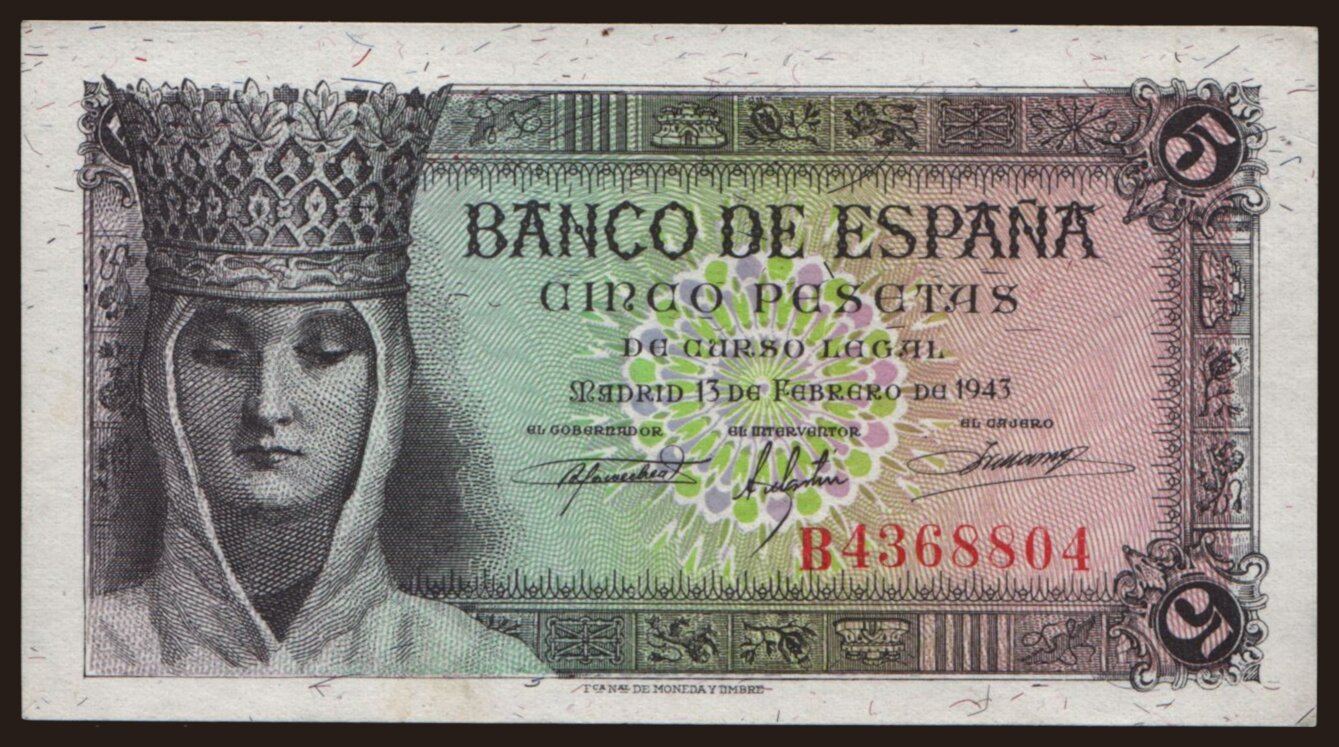 5
BANCO DE ESPAÑA
CINCO PESETAS
DE CURSO LEGAL
MADRID 13 DE FEBRERO DE 1943
EL GOBERNADOR EL INTERVENTOR EL CAJERO
B4368804
5
FCA NAL DE MONEDA Y TIMBRE